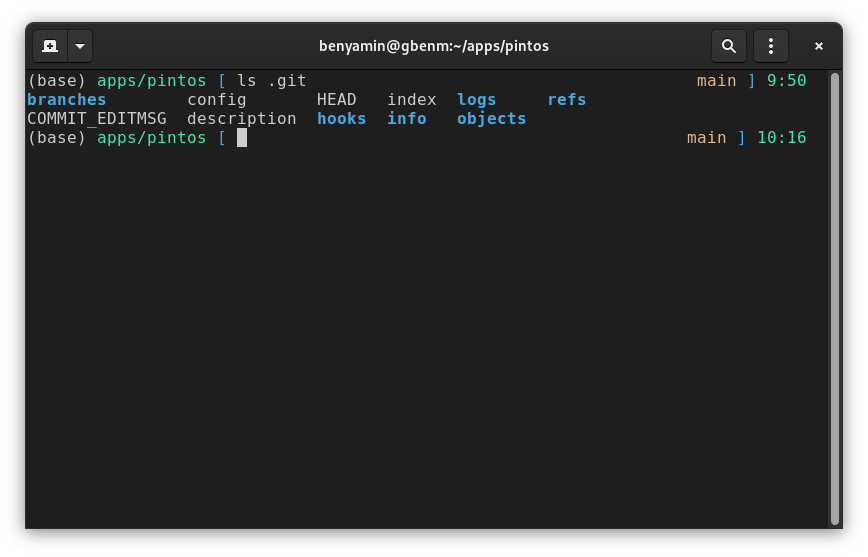 benyamin@gbenm:~/apps/pintos
(base) apps/pintos [ ls .git main ] 9:50
branches config HEAD index logs refs
COMMIT_EDITMSG description hooks info objects
(base) apps/pintos [ main ] 10:16